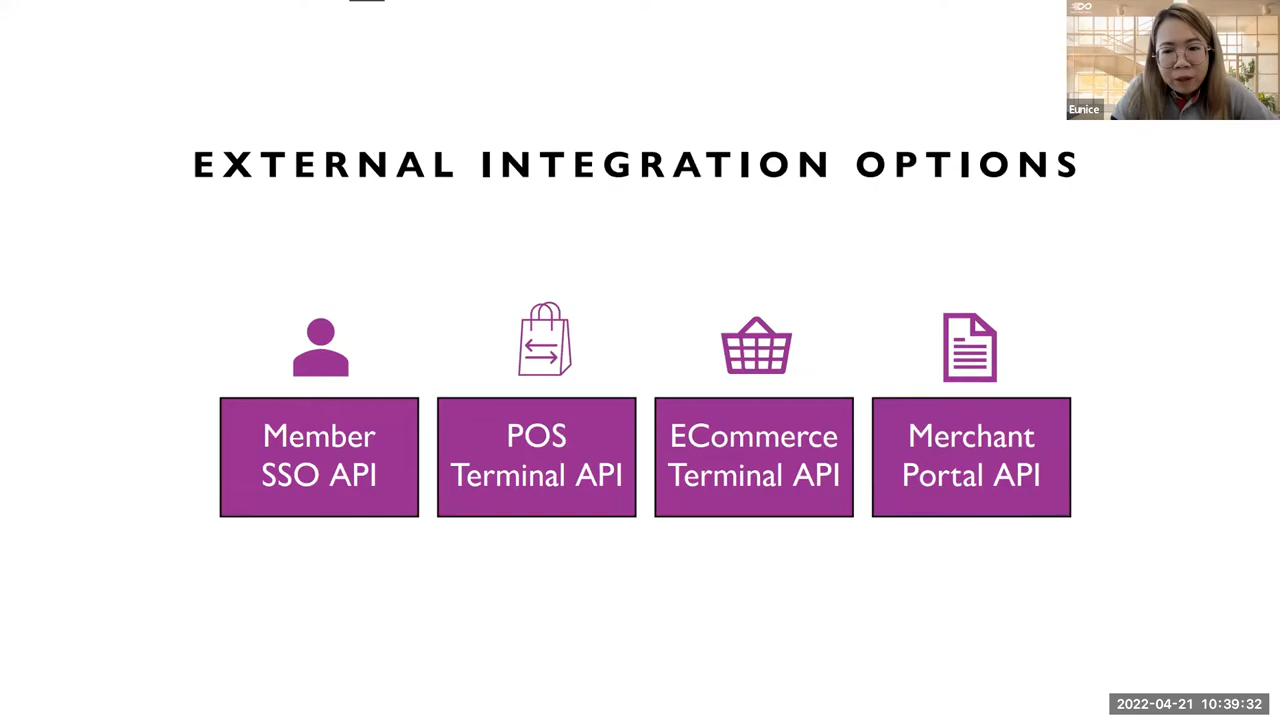 Eunice
EXTERNAL INTEGRATION OPTIONS
Member
SSO API
POS
Terminal API
ECommerce
Terminal API
Merchant
Portal API
2022-04-21 10:39:32